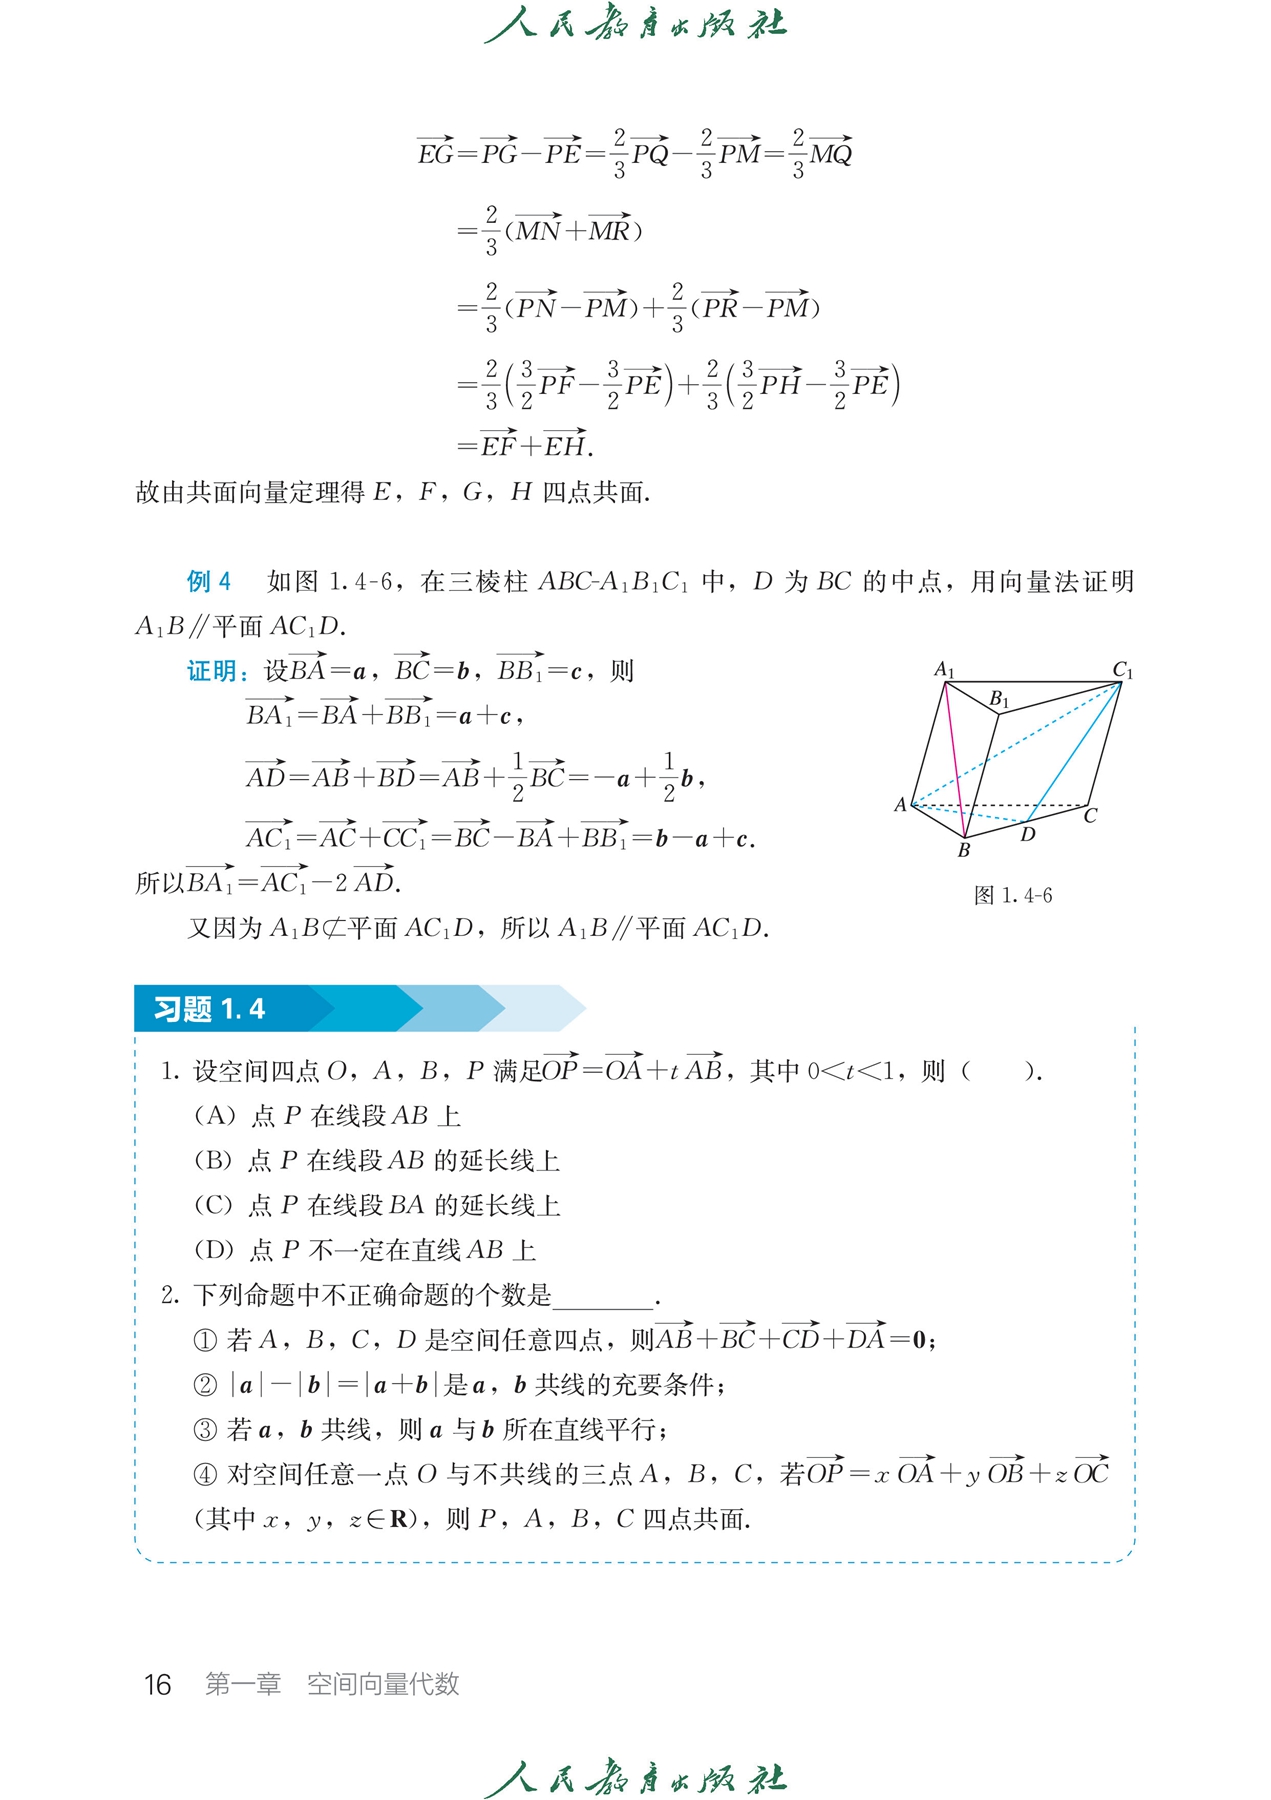 人民教育出版社
$\overrightarrow{EG}=\overrightarrow{PG}-\overrightarrow{PE}=\frac{2}{3}\overrightarrow{PQ}-\frac{2}{3}\overrightarrow{PM}=\frac{2}{3}\overrightarrow{MQ}$
$=\frac{2}{3}(\overrightarrow{MN}+\overrightarrow{MR})$
$=\frac{2}{3}(\overrightarrow{PN}-\overrightarrow{PM})+\frac{2}{3}(\overrightarrow{PR}-\overrightarrow{PM})$
$=\frac{2}{3}\left(\frac{3}{2}\overrightarrow{PF}-\frac{3}{2}\overrightarrow{PE}\right)+\frac{2}{3}\left(\frac{3}{2}\overrightarrow{PH}-\frac{3}{2}\overrightarrow{PE}\right)$
$=\overrightarrow{EF}+\overrightarrow{EH}.$
故由共面向量定理得 E，F，G，H 四点共面.
例 4 如图 1.4-6，在三棱柱 ABC-A₁B₁C₁ 中，D 为 BC 的中点，用向量法证明
A₁B∥平面 AC₁D.
证明：设$\overrightarrow{BA}=\boldsymbol{a}$，$\overrightarrow{BC}=\boldsymbol{b}$，$\overrightarrow{BB_1}=\boldsymbol{c}$，则
$\overrightarrow{BA_1}=\overrightarrow{BA}+\overrightarrow{BB_1}=\boldsymbol{a}+\boldsymbol{c}$，
$\overrightarrow{AD}=\overrightarrow{AB}+\overrightarrow{BD}=\overrightarrow{AB}+\frac{1}{2}\overrightarrow{BC}=-\boldsymbol{a}+\frac{1}{2}\boldsymbol{b}$，
$\overrightarrow{AC_1}=\overrightarrow{AC}+\overrightarrow{CC_1}=\overrightarrow{BC}-\overrightarrow{BA}+\overrightarrow{BB_1}=\boldsymbol{b}-\boldsymbol{a}+\boldsymbol{c}.$
所以$\overrightarrow{BA_1}=\overrightarrow{AC_1}-2\overrightarrow{AD}.$
又因为 A₁B⊄平面 AC₁D，所以 A₁B∥平面 AC₁D.
A₁
C₁
B₁
A
C
D
B
图 1.4-6
习题 1.4
1. 设空间四点 O，A，B，P 满足$\overrightarrow{OP}=\overrightarrow{OA}+t\overrightarrow{AB}$，其中 0<t<1，则（　　）.
（A）点 P 在线段 AB 上
（B）点 P 在线段 AB 的延长线上
（C）点 P 在线段 BA 的延长线上
（D）点 P 不一定在直线 AB 上
2. 下列命题中不正确命题的个数是________.
① 若 A，B，C，D 是空间任意四点，则$\overrightarrow{AB}+\overrightarrow{BC}+\overrightarrow{CD}+\overrightarrow{DA}=\boldsymbol{0}$；
② $|\boldsymbol{a}|-|\boldsymbol{b}|=|\boldsymbol{a}+\boldsymbol{b}|$是 $\boldsymbol{a}$，$\boldsymbol{b}$ 共线的充要条件；
③ 若 $\boldsymbol{a}$，$\boldsymbol{b}$ 共线，则 $\boldsymbol{a}$ 与 $\boldsymbol{b}$ 所在直线平行；
④ 对空间任意一点 O 与不共线的三点 A，B，C，若$\overrightarrow{OP}=x\overrightarrow{OA}+y\overrightarrow{OB}+z\overrightarrow{OC}$
（其中 x，y，z∈$\mathbf{R}$），则 P，A，B，C 四点共面.
16 第一章 空间向量代数
人民教育出版社